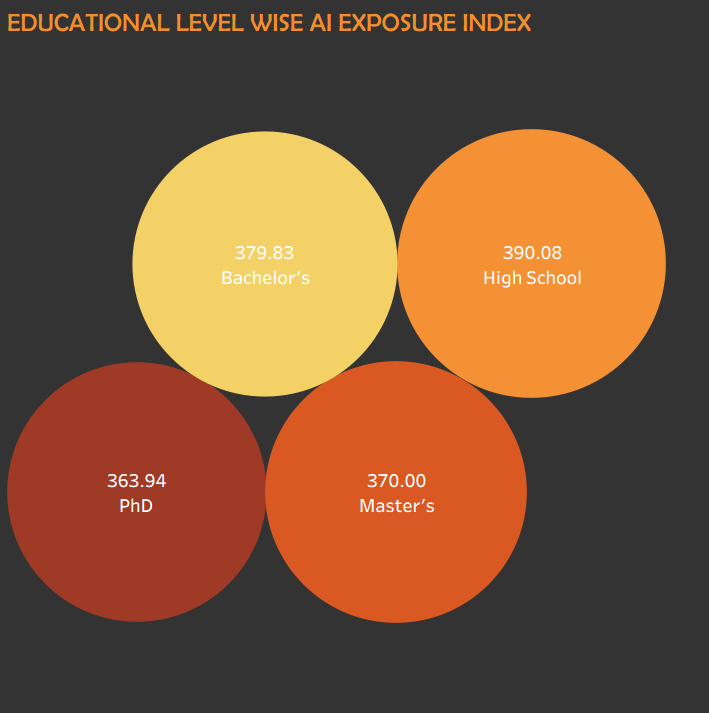 EDUCATIONAL LEVEL WISE AI EXPOSURE INDEX
379.83
Bachelor’s
390.08
High School
363.94
PhD
370.00
Master’s